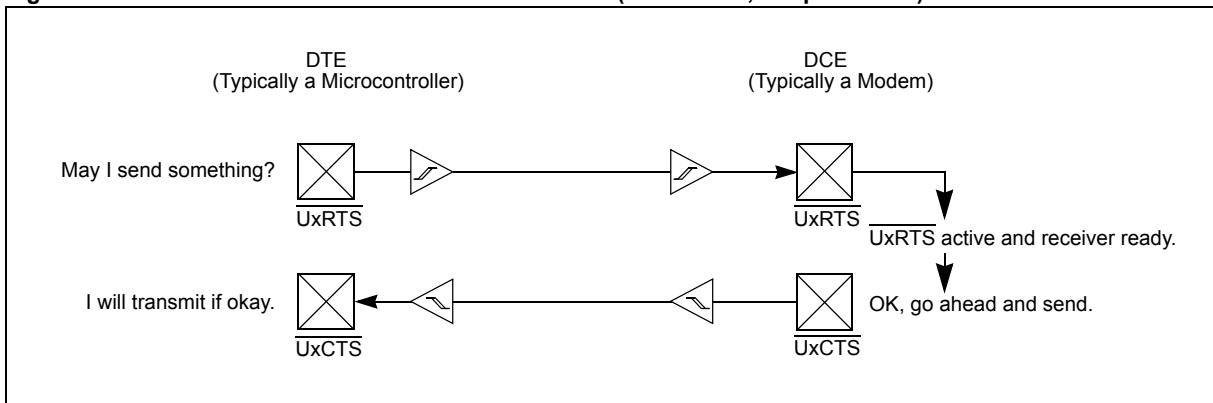 DTE
(Typically a Microcontroller)
DCE
(Typically a Modem)
May I send something?
UxRTS
UxRTS
UxRTS active and receiver ready.
I will transmit if okay.
OK, go ahead and send.
UxCTS
UxCTS